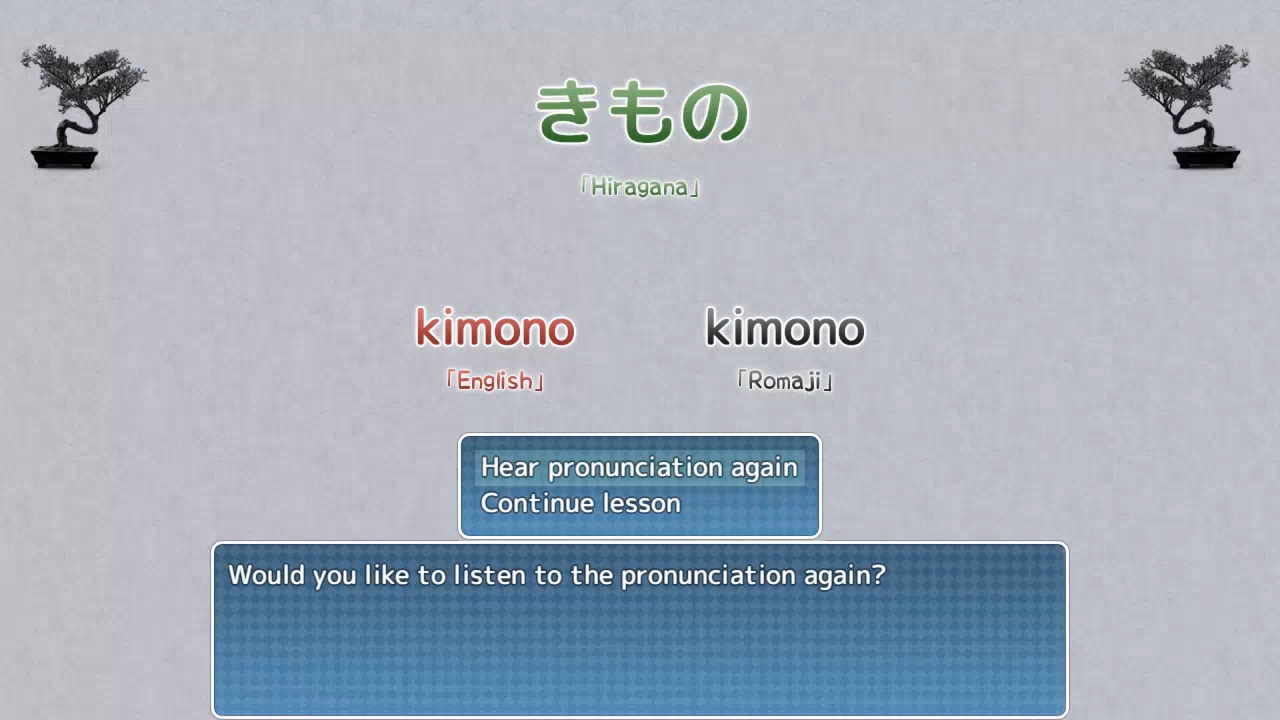 きもの
「Hiragana」
kimono kimono
「English」 「Romaji」
Hear pronunciation again
Continue lesson
Would you like to listen to the pronunciation again?